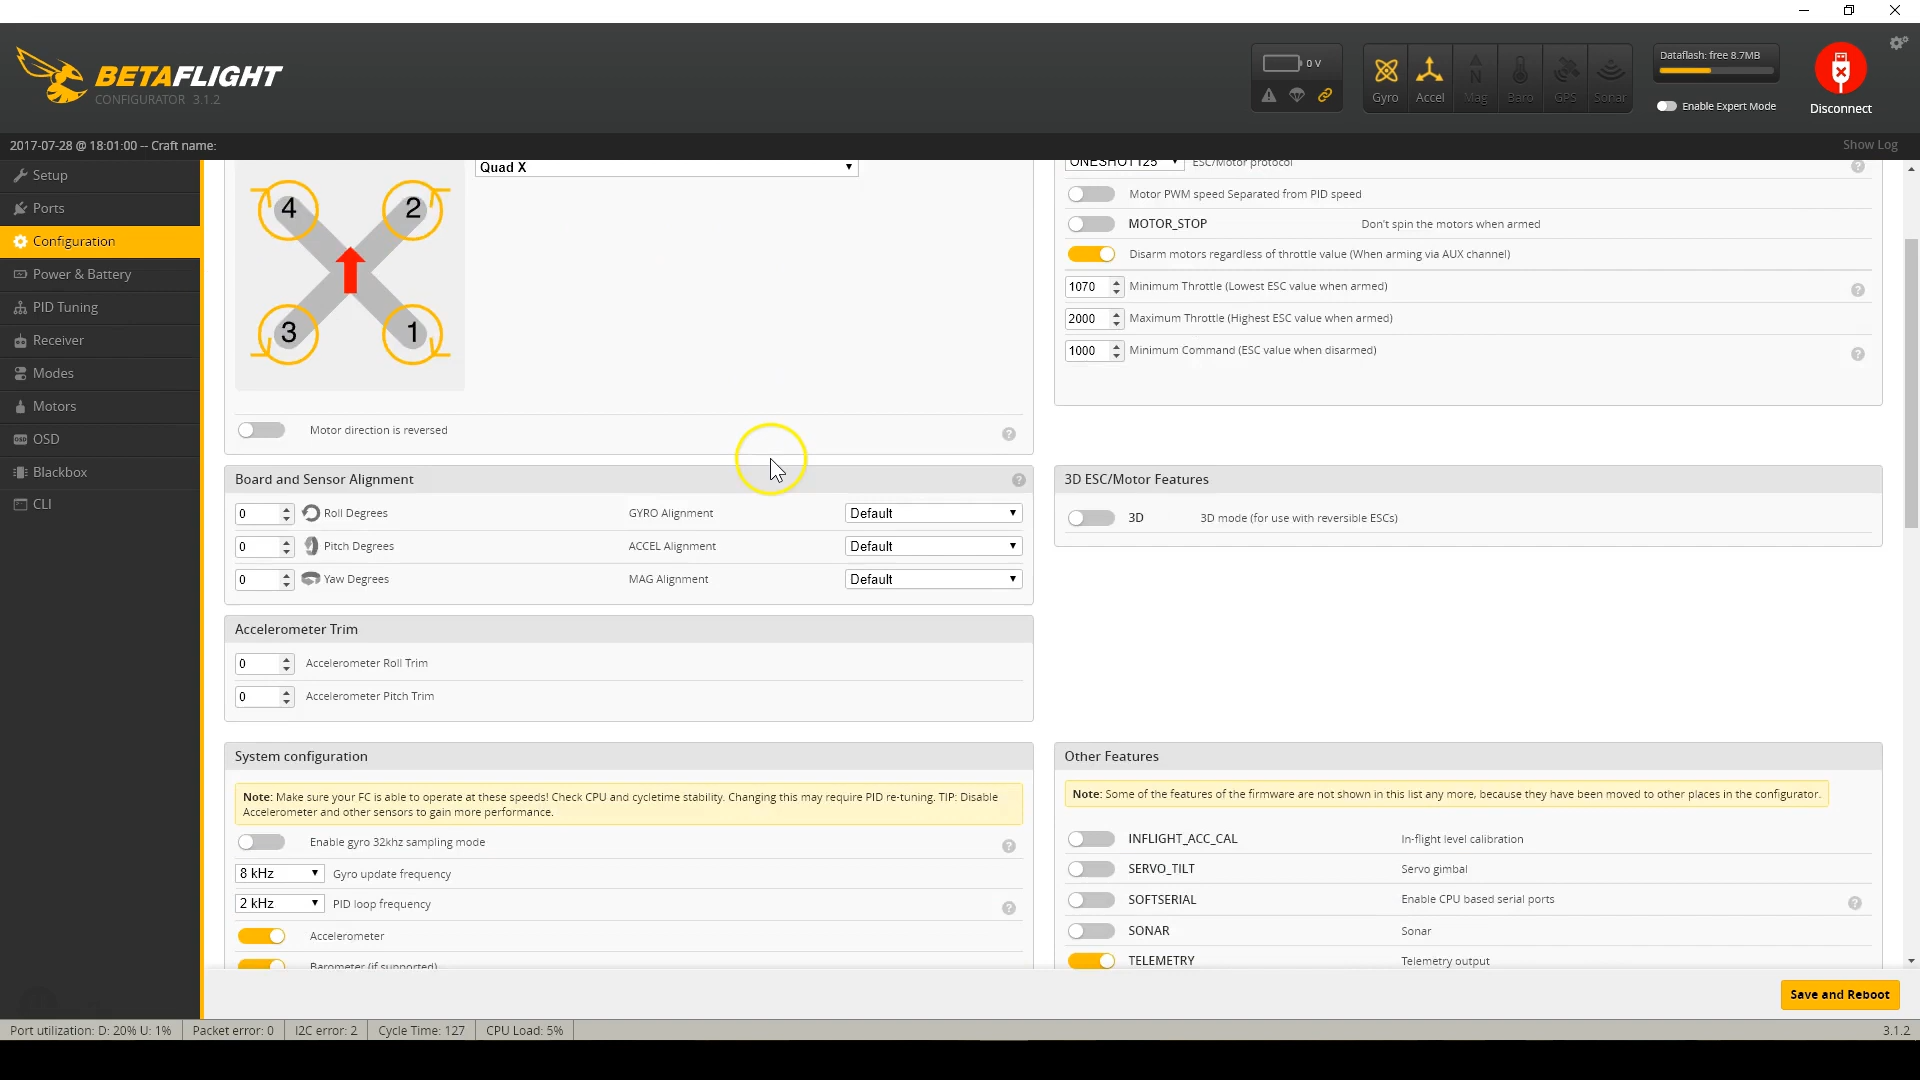 BETAFLIGHT
CONFIGURATOR 3.1.2
0 V
Gyro
Accel
Mag
Baro
GPS
Sonar
Dataflash: free 8.7MB
Enable Expert Mode
Disconnect
2017-07-28 @ 18:01:00 -- Craft name:
Show Log
Setup
Ports
Configuration
Power & Battery
PID Tuning
Receiver
Modes
Motors
OSD
Blackbox
CLI
Quad X
4
2
3
1
Motor direction is reversed
ONESHOT125 ESC/Motor protocol
Motor PWM speed Separated from PID speed
MOTOR_STOP Don't spin the motors when armed
Disarm motors regardless of throttle value (When arming via AUX channel)
1070 Minimum Throttle (Lowest ESC value when armed)
2000 Maximum Throttle (Highest ESC value when armed)
1000 Minimum Command (ESC value when disarmed)
Board and Sensor Alignment
0 Roll Degrees GYRO Alignment Default
0 Pitch Degrees ACCEL Alignment Default
0 Yaw Degrees MAG Alignment Default
3D ESC/Motor Features
3D 3D mode (for use with reversible ESCs)
Accelerometer Trim
0 Accelerometer Roll Trim
0 Accelerometer Pitch Trim
System configuration
Note: Make sure your FC is able to operate at these speeds! Check CPU and cycletime stability. Changing this may require PID re-tuning. TIP: Disable
Accelerometer and other sensors to gain more performance.
Enable gyro 32khz sampling mode
8 kHz Gyro update frequency
2 kHz PID loop frequency
Accelerometer
Barometer (if supported)
Other Features
Note: Some of the features of the firmware are not shown in this list any more, because they have been moved to other places in the configurator.
INFLIGHT_ACC_CAL In-flight level calibration
SERVO_TILT Servo gimbal
SOFTSERIAL Enable CPU based serial ports
SONAR Sonar
TELEMETRY Telemetry output
Save and Reboot
Port utilization: D: 20% U: 1% Packet error: 0 I2C error: 2 Cycle Time: 127 CPU Load: 5% 3.1.2